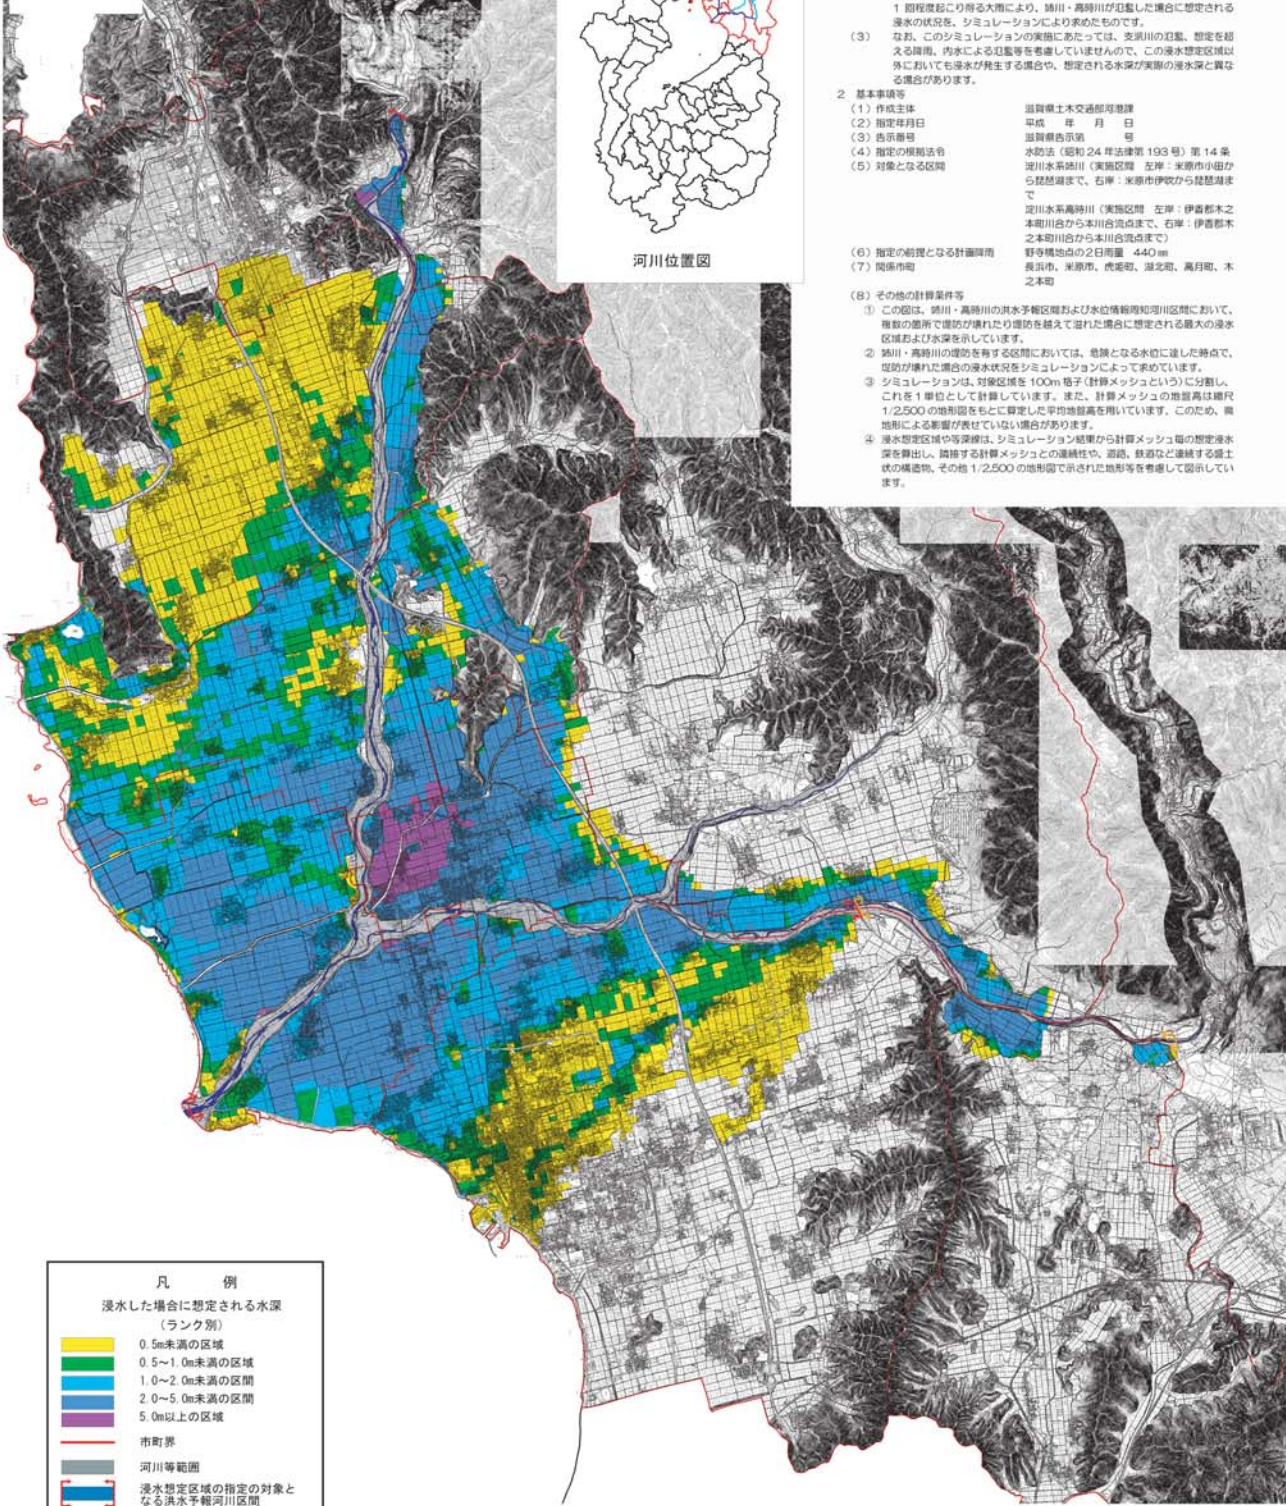 1回程度起こり得る大雨により、姉川・高時川が氾濫した場合に想定される
浸水の状況を、シミュレーションにより求めたものです。
(3) なお、このシミュレーションの実施にあたっては、支派川の氾濫、想定を超
える降雨、内水による氾濫等を考慮していませんので、この浸水想定区域以
外においても浸水が発生する場合や、想定される水深が実際の浸水深と異な
る場合があります。
2 基本事項等
(1) 作成主体 滋賀県土木交通部河港課
(2) 指定年月日 平成 年 月 日
(3) 告示番号 滋賀県告示第 号
(4) 指定の根拠法令 水防法(昭和24年法律第193号)第14条
(5) 対象となる区間 淀川水系姉川(実施区間 左岸：米原市小田か
ら琵琶湖まで、右岸：米原市伊吹から琵琶湖ま
で
淀川水系高時川(実施区間 左岸：伊香郡木之
本町川合から本川合流点まで、右岸：伊香郡木
之本町川合から本川合流点まで)
(6) 指定の前提となる計画降雨 野寺橋地点の2日雨量 440mm
(7) 関係市町 長浜市、米原市、虎姫町、湖北町、高月町、木
之本町
(8) その他の計算条件等
① この図は、姉川・高時川の洪水予報区間および水位情報周知河川区間において、
複数の箇所で堤防が壊れたり堤防を越えて溢れた場合に想定される最大の浸水
区域および水深を示しています。
② 姉川・高時川の堤防を有する区間においては、危険となる水位に達した時点で、
堤防が壊れた場合の浸水状況をシミュレーションによって求めています。
③ シミュレーションは、対象区域を100m格子(計算メッシュという)に分割し、
これを1単位として計算しています。また、計算メッシュの地盤高は縮尺
1/2,500の地形図をもとに算定した平均地盤高を用いています。このため、微
地形による影響が表せていない場合があります。
④ 浸水想定区域や等深線は、シミュレーション結果から計算メッシュ毎の想定浸水
深を算出し、隣接する計算メッシュとの連続性や、道路、鉄道など連続する盛土
状の構造物、その他1/2,500の地形図で示された地形等を考慮して図示してい
ます。
河川位置図
凡 例
浸水した場合に想定される水深
(ランク別)
0.5m未満の区域
0.5～1.0m未満の区域
1.0～2.0m未満の区間
2.0～5.0m未満の区間
5.0m以上の区域
市町界
河川等範囲
浸水想定区域の指定の対象と
なる洪水予報河川区間